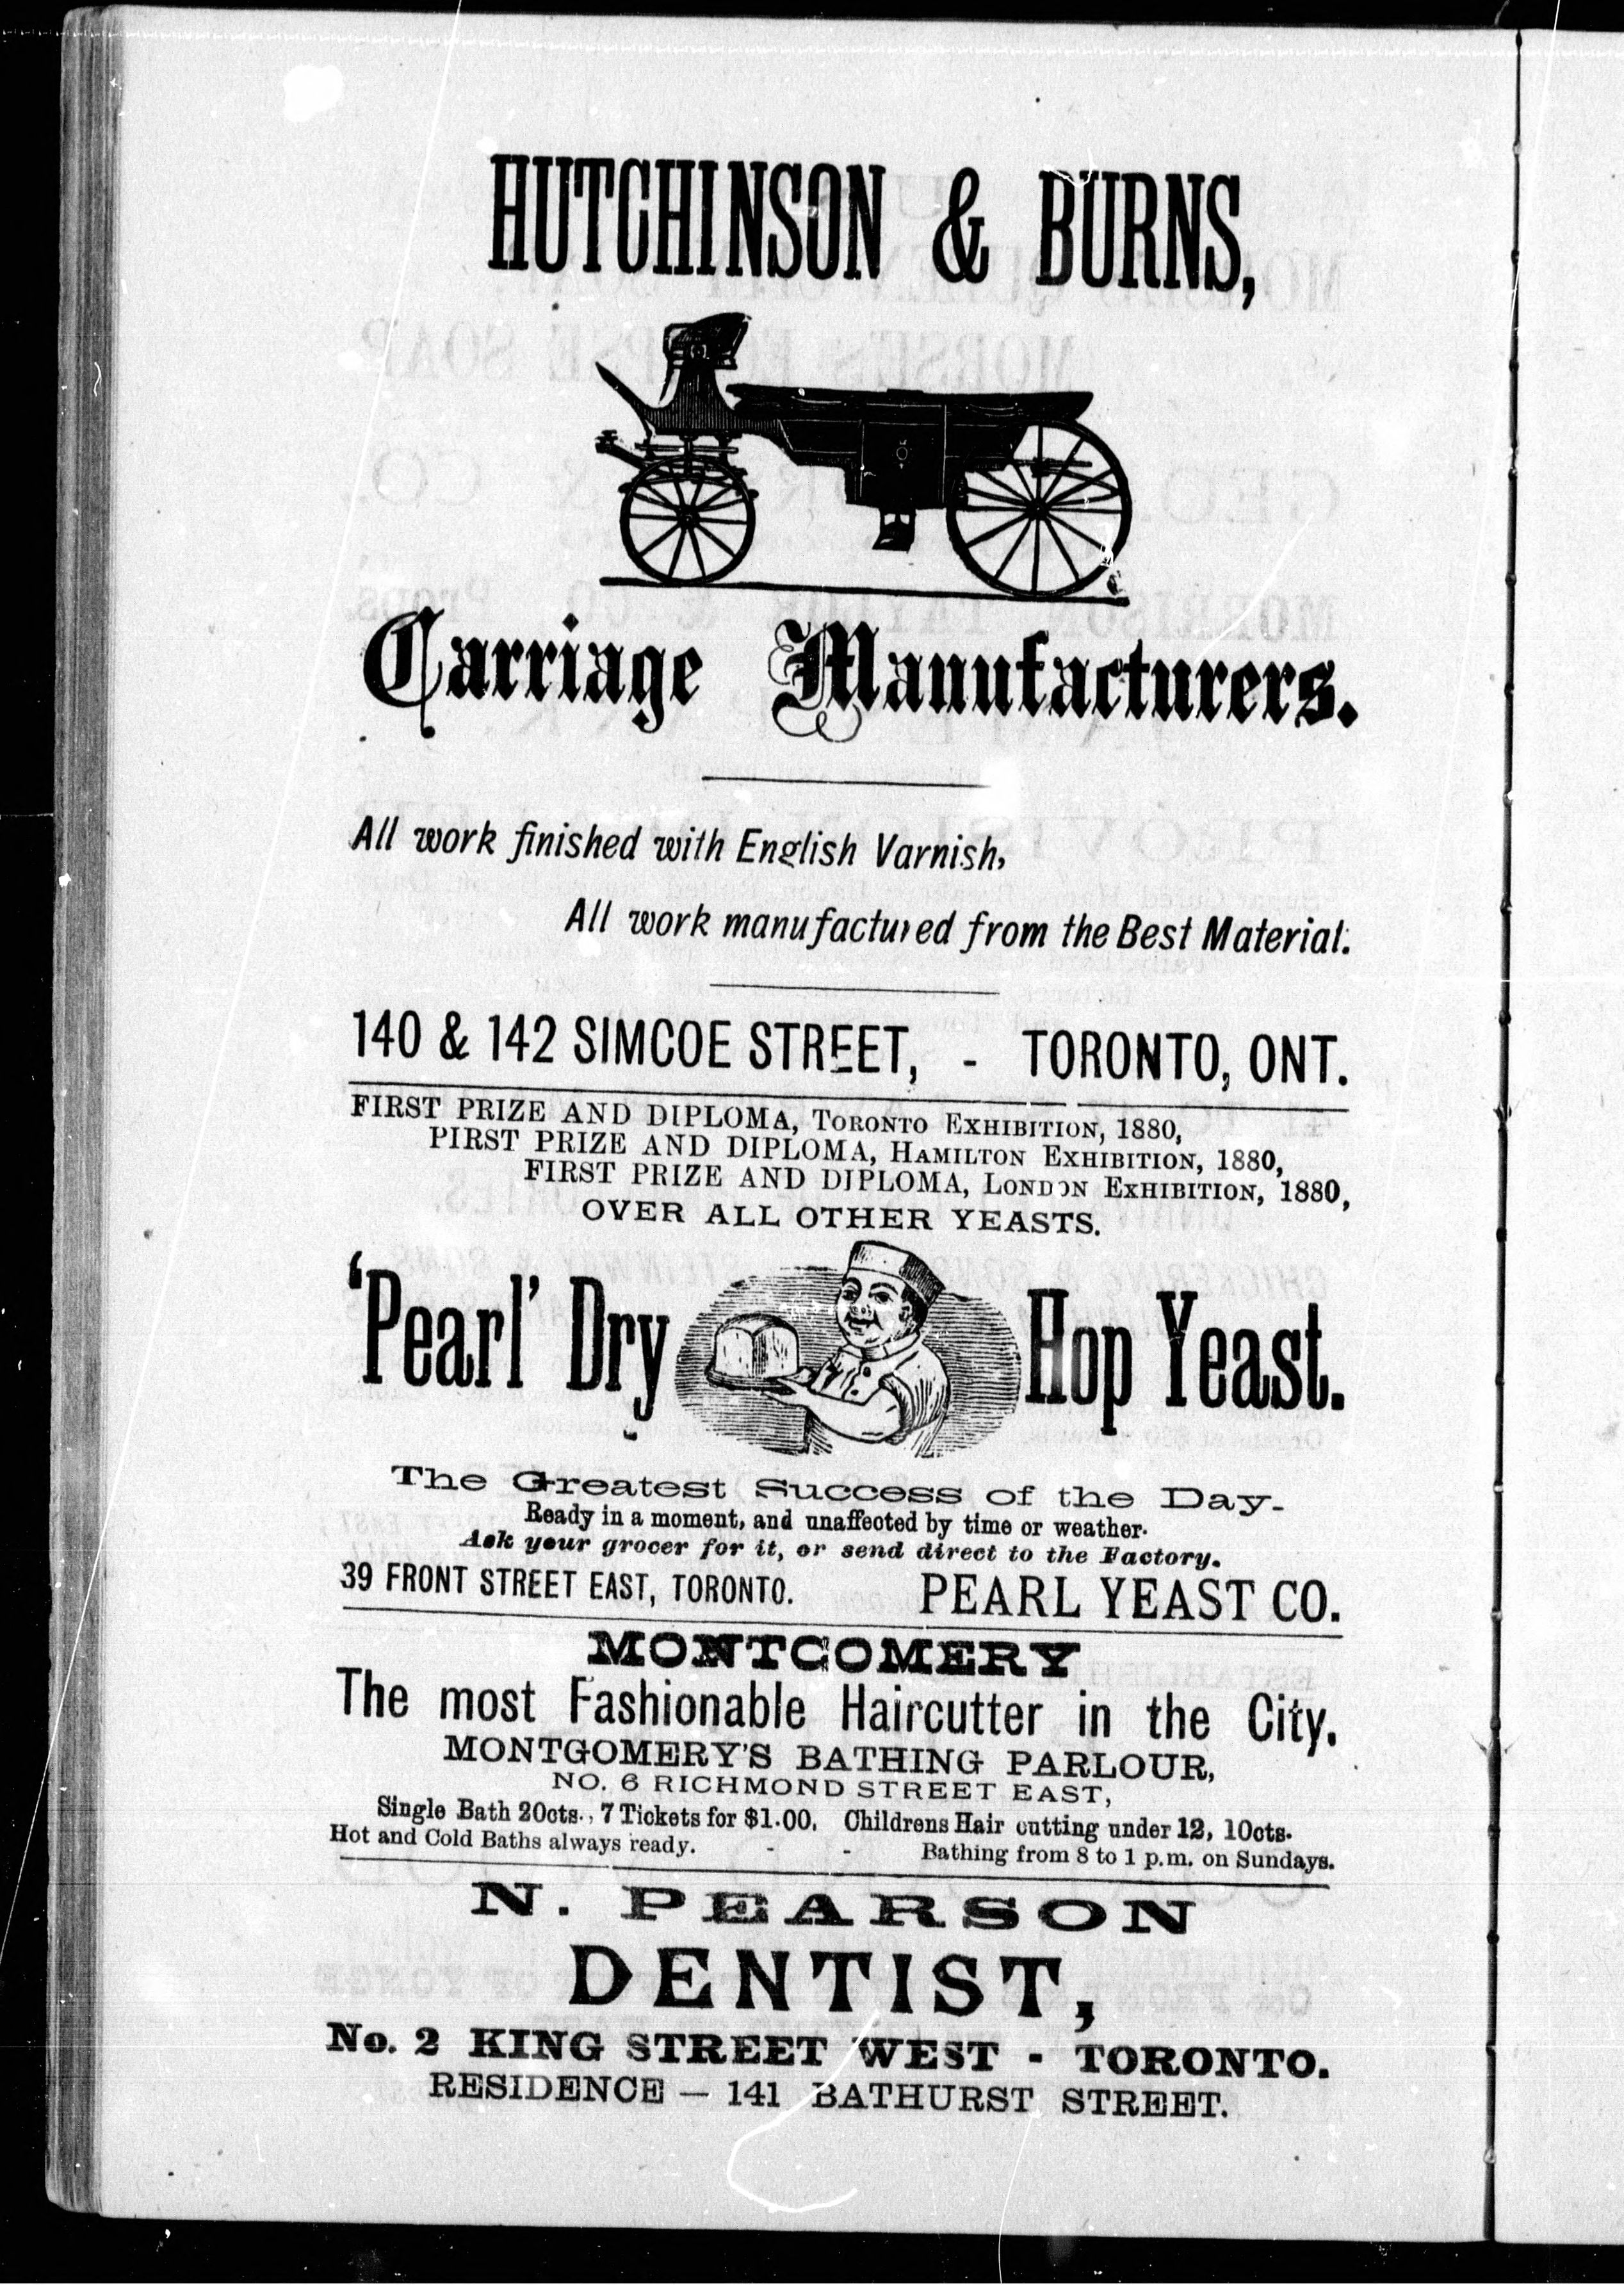 HUTCHINSON & BURNS,
Carriage Manufacturers.
All work finished with English Varnish,
All work manufactured from the Best Material.
140 & 142 SIMCOE STREET, - TORONTO, ONT.
FIRST PRIZE AND DIPLOMA, TORONTO EXHIBITION, 1880,
PIRST PRIZE AND DIPLOMA, HAMILTON EXHIBITION, 1880,
FIRST PRIZE AND DIPLOMA, LONDON EXHIBITION, 1880,
OVER ALL OTHER YEASTS.
'Pearl' Dry Hop Yeast.
The Greatest Success of the Day-
Ready in a moment, and unaffected by time or weather.
Ask your grocer for it, or send direct to the Factory.
39 FRONT STREET EAST, TORONTO. PEARL YEAST CO.
MONTGOMERY
The most Fashionable Haircutter in the City.
MONTGOMERY'S BATHING PARLOUR,
NO. 6 RICHMOND STREET EAST,
Single Bath 20cts., 7 Tickets for $1.00. Childrens Hair cutting under 12, 10cts.
Hot and Cold Baths always ready. - - Bathing from 8 to 1 p.m. on Sundays.
N. PEARSON
DENTIST,
No. 2 KING STREET WEST - TORONTO.
RESIDENCE — 141 BATHURST STREET.